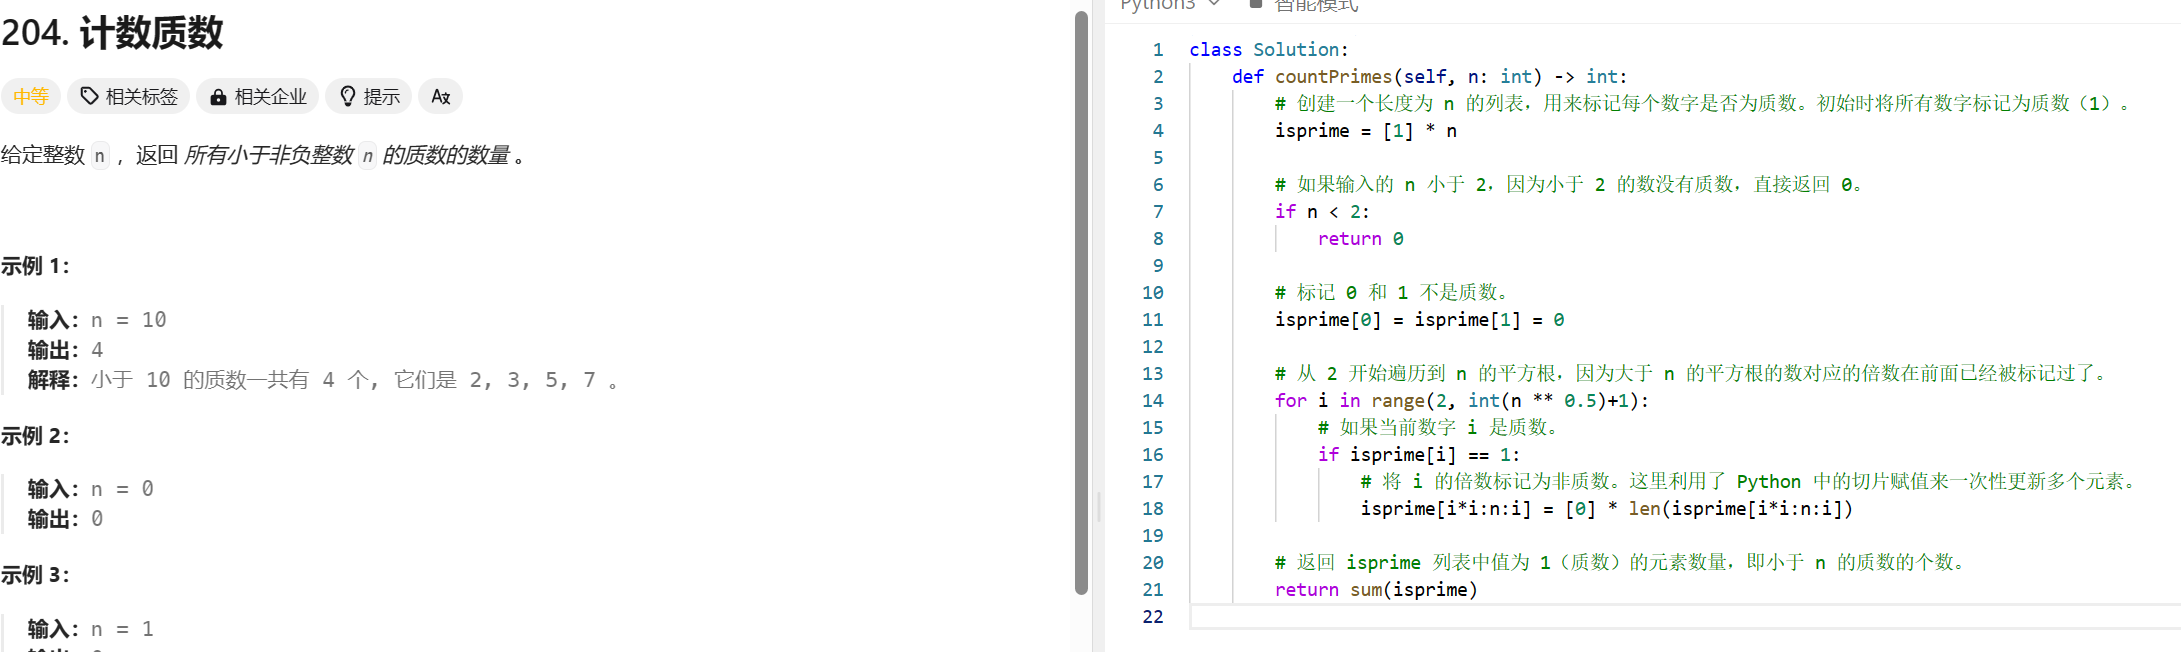 204. 计数质数
中等 相关标签 相关企业 提示
给定整数 n ，返回 所有小于非负整数 n 的质数的数量 。
示例 1：
输入：n = 10
输出：4
解释：小于 10 的质数一共有 4 个, 它们是 2, 3, 5, 7 。
示例 2：
输入：n = 0
输出：0
示例 3：
输入：n = 1
Python3 智能模式
1 class Solution:
2     def countPrimes(self, n: int) -> int:
3         # 创建一个长度为 n 的列表，用来标记每个数字是否为质数。初始时将所有数字标记为质数（1）。
4         isprime = [1] * n
5
6         # 如果输入的 n 小于 2，因为小于 2 的数没有质数，直接返回 0。
7         if n < 2:
8             return 0
9
10         # 标记 0 和 1 不是质数。
11         isprime[0] = isprime[1] = 0
12
13         # 从 2 开始遍历到 n 的平方根，因为大于 n 的平方根的数对应的倍数在前面已经被标记过了。
14         for i in range(2, int(n ** 0.5)+1):
15             # 如果当前数字 i 是质数。
16             if isprime[i] == 1:
17                 # 将 i 的倍数标记为非质数。这里利用了 Python 中的切片赋值来一次性更新多个元素。
18                 isprime[i*i:n:i] = [0] * len(isprime[i*i:n:i])
19
20         # 返回 isprime 列表中值为 1（质数）的元素数量，即小于 n 的质数的个数。
21         return sum(isprime)
22